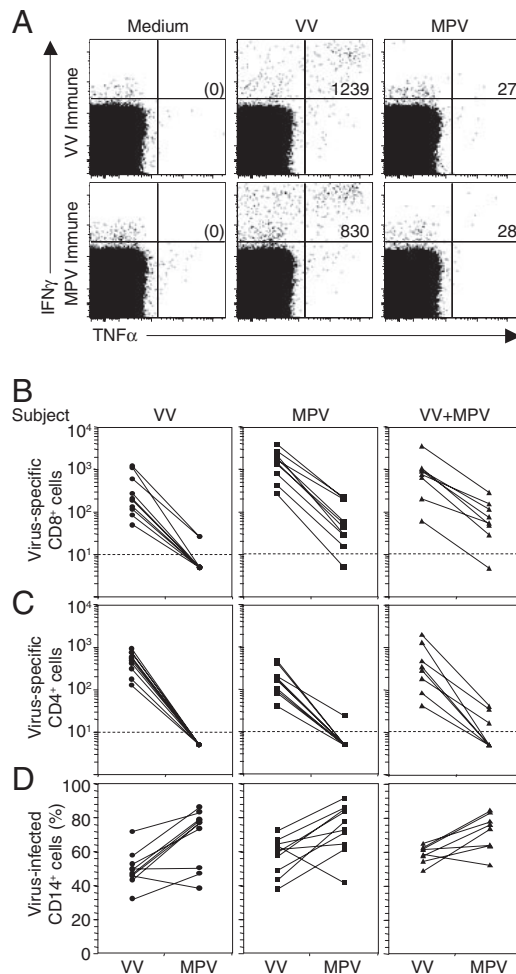 A
Medium VV MPV
IFNγ
VV Immune
(0) 1239 27
MPV Immune
(0) 830 28
TNFα
B
Subject VV MPV VV+MPV
Virus-specific
CD8⁺ cells
10⁴
10³
10²
10¹
C
Virus-specific
CD4⁺ cells
10⁴
10³
10²
10¹
D
Virus-infected
CD14⁺ cells (%)
100
80
60
40
20
0
VV MPV VV MPV VV MPV